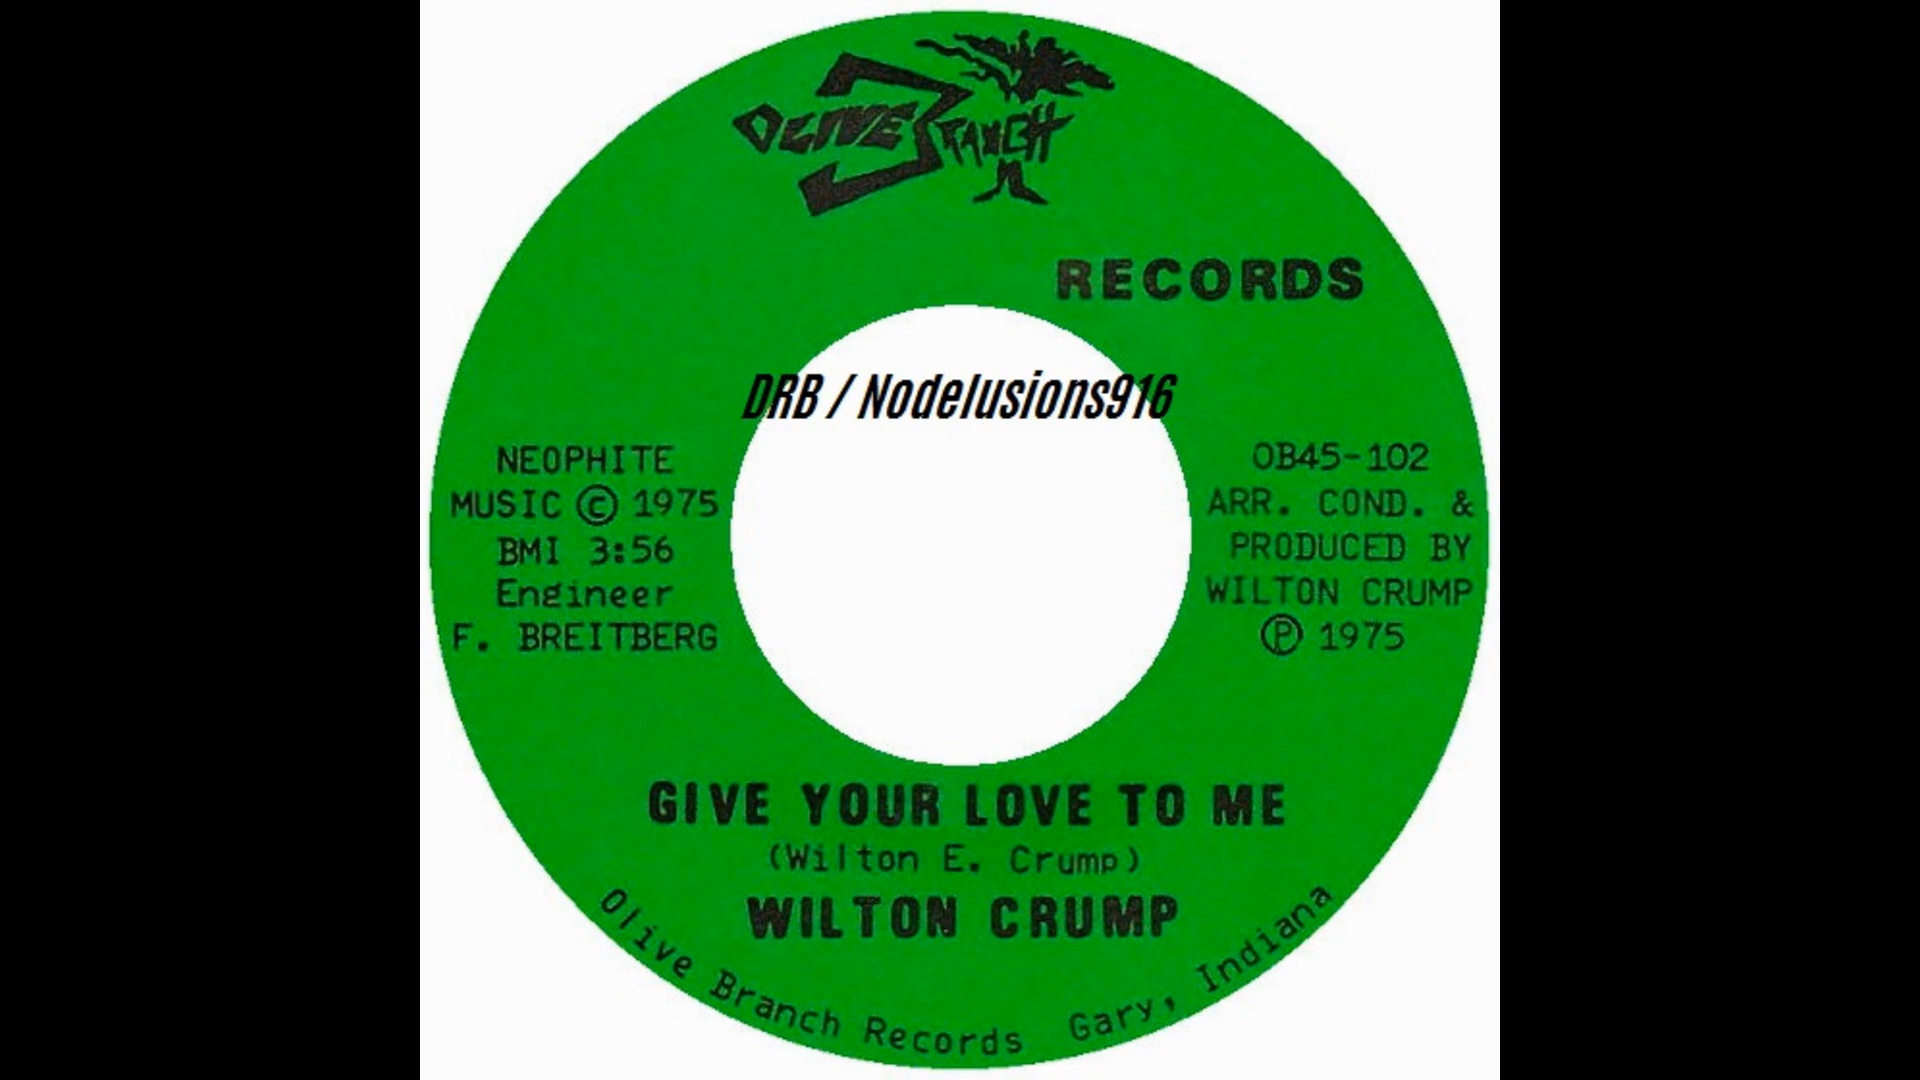 OLIVE BRANCH
RECORDS
DRB / Nodelusions916
NEOPHITE
MUSIC © 1975
BMI 3:56
Engineer
F. BREITBERG
OB45-102
ARR. COND. &
PRODUCED BY
WILTON CRUMP
Ⓟ 1975
GIVE YOUR LOVE TO ME
(Wilton E. Crump)
WILTON CRUMP
Olive Branch Records Gary, Indiana